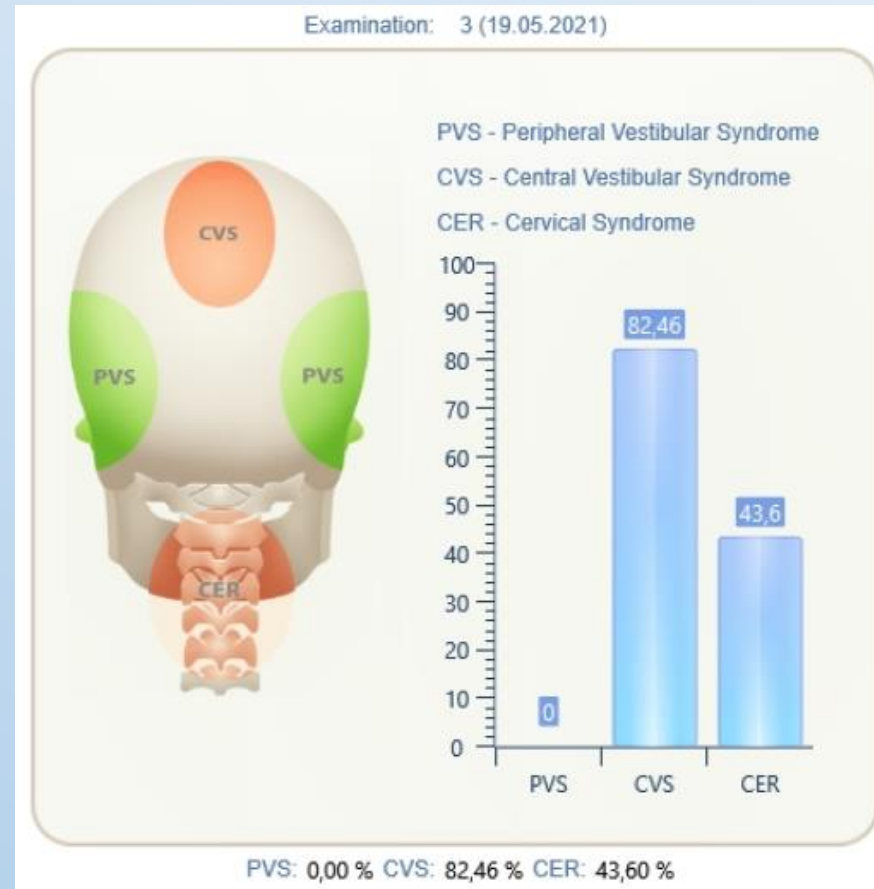 Examination: 3 (19.05.2021)
PVS - Peripheral Vestibular Syndrome
CVS - Central Vestibular Syndrome
CER - Cervical Syndrome
CVS
PVS PVS
CER
100
90
80
70
60
50
40
30
20
10
0
82,46
43,6
0
PVS CVS CER
PVS: 0,00 % CVS: 82,46 % CER: 43,60 %